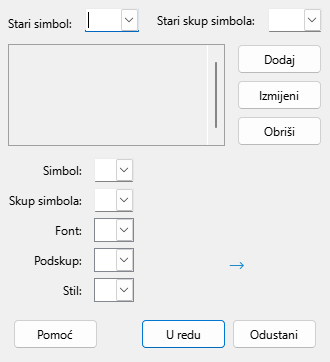 Stari simbol: Stari skup simbola:
Dodaj
Izmijeni
Obriši
Simbol:
Skup simbola:
Font:
Podskup:
Stil:
Pomoć U redu Odustani